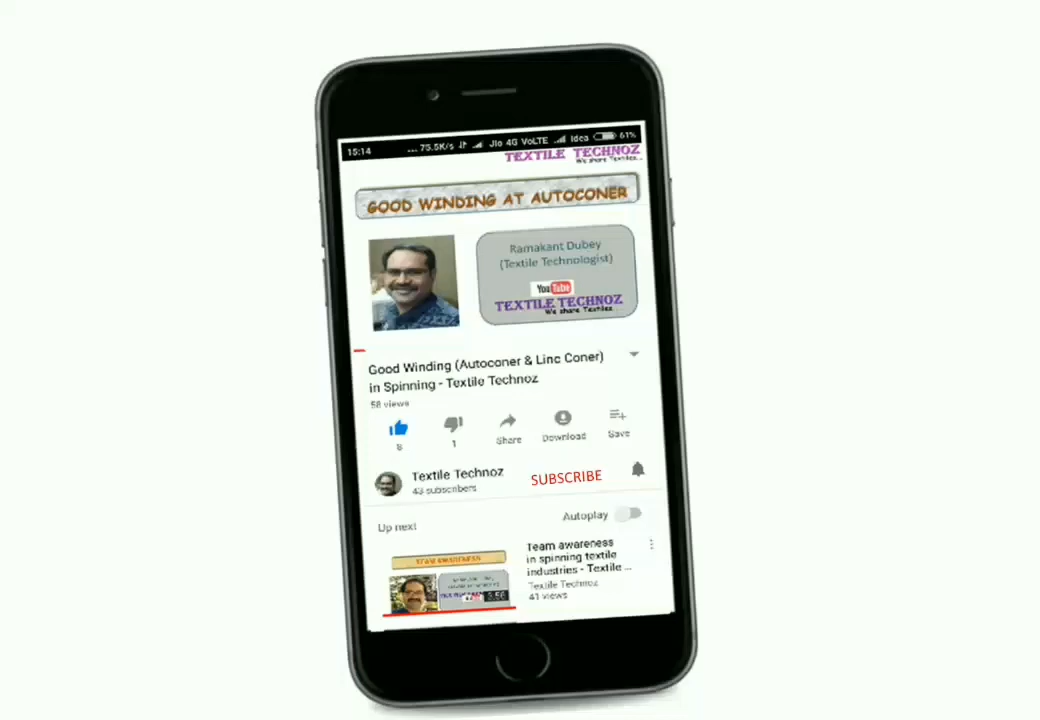 15:14 ... 75.5K/s Jio 4G VoLTE Idea 61%
TEXTILE TECHNOZ
We share Textiles...
GOOD WINDING AT AUTOCONER
Ramakant Dubey
(Textile Technologist)
YouTube
TEXTILE TECHNOZ
We share Textiles...
Good Winding (Autoconer & Linc Coner)
in Spinning - Textile Technoz
58 views
8
1
Share
Download
Save
Textile Technoz
43 subscribers
SUBSCRIBE
Up next
Autoplay
TEAM AWARENESS
Team awareness
in spinning textile
industries - Textile ...
Textile Technoz
41 views